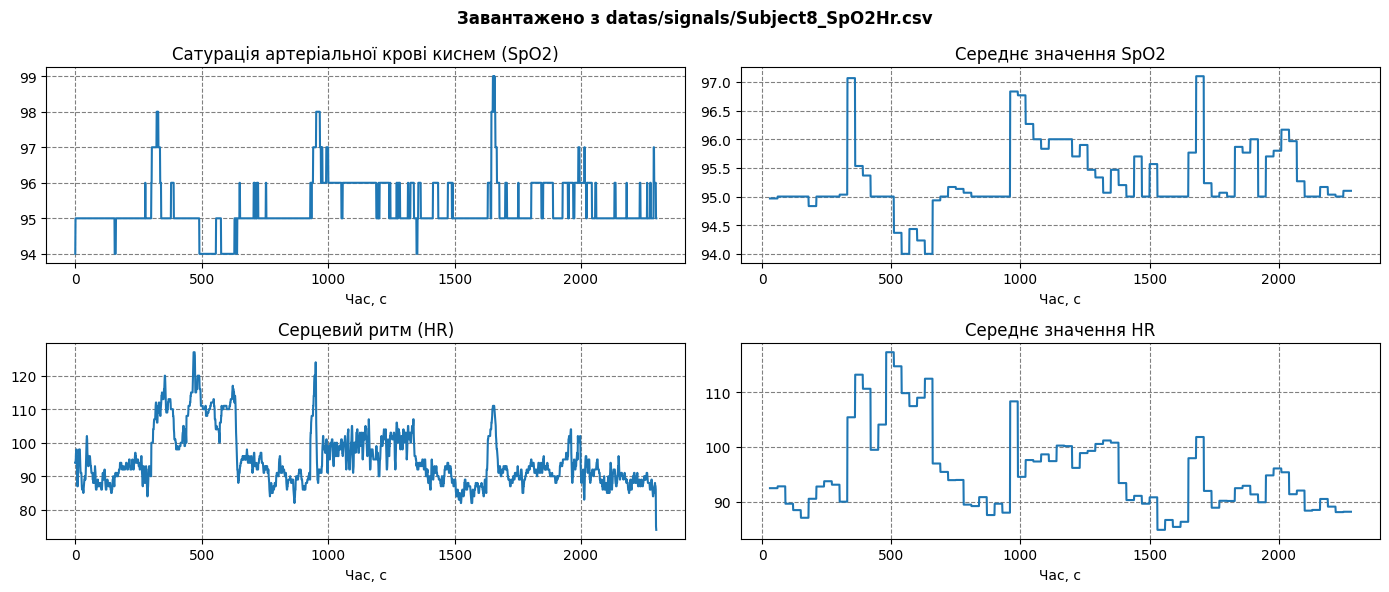 Завантажено з datas/signals/Subject8_SpO2Hr.csv
Сатурація артеріальної крові киснем (SpO2)
99
98
97
96
95
94
0 500 1000 1500 2000
Час, с
Середнє значення SpO2
97.0
96.5
96.0
95.5
95.0
94.5
94.0
0 500 1000 1500 2000
Час, с
Серцевий ритм (HR)
120
110
100
90
80
0 500 1000 1500 2000
Час, с
Середнє значення HR
110
100
90
0 500 1000 1500 2000
Час, с